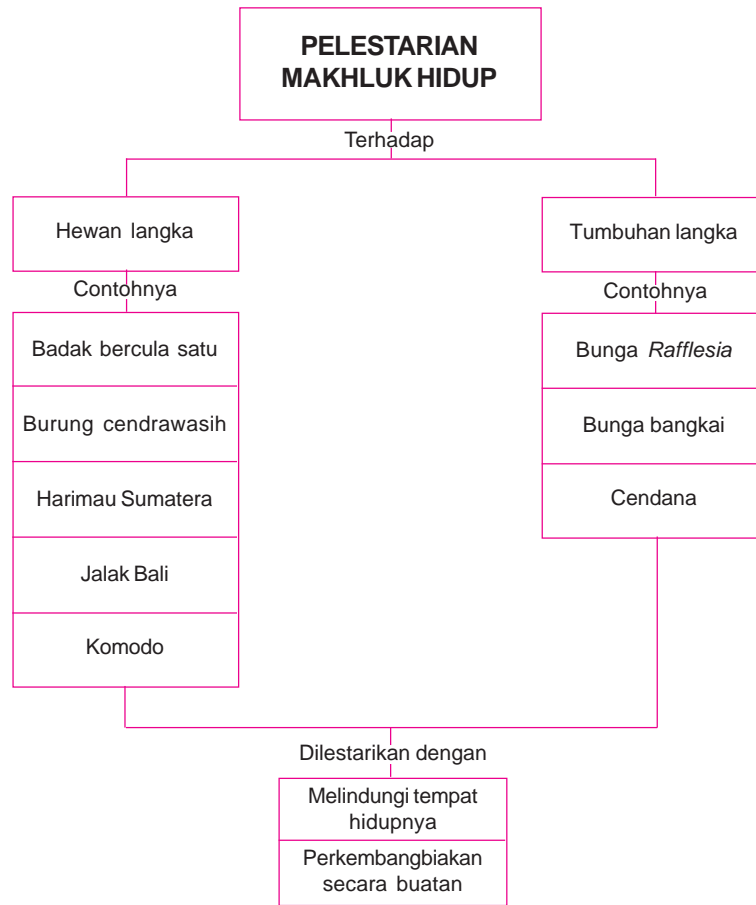 PELESTARIAN
MAKHLUK HIDUP
Terhadap
Hewan langka
Contohnya
Badak bercula satu
Burung cendrawasih
Harimau Sumatera
Jalak Bali
Komodo
Tumbuhan langka
Contohnya
Bunga Rafflesia
Bunga bangkai
Cendana
Dilestarikan dengan
Melindungi tempat
hidupnya
Perkembangbiakan
secara buatan